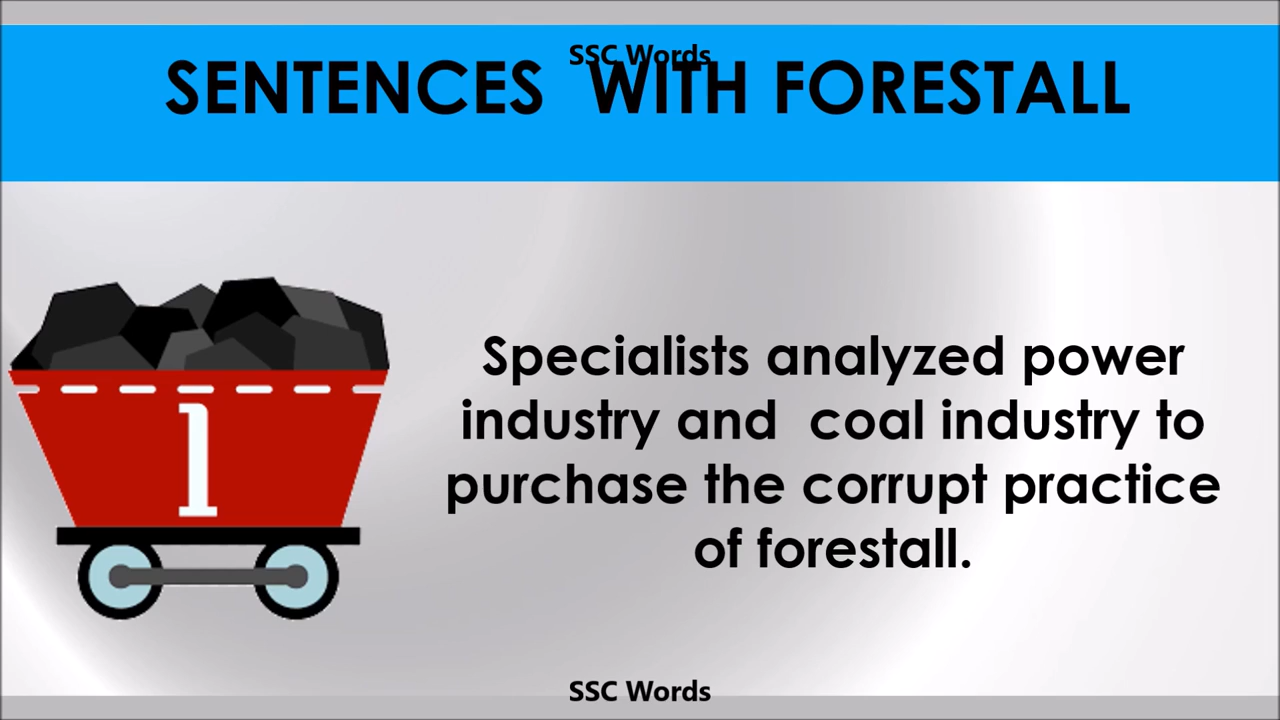 SSC Words
SENTENCES WITH FORESTALL
1
Specialists analyzed power
industry and coal industry to
purchase the corrupt practice
of forestall.
SSC Words